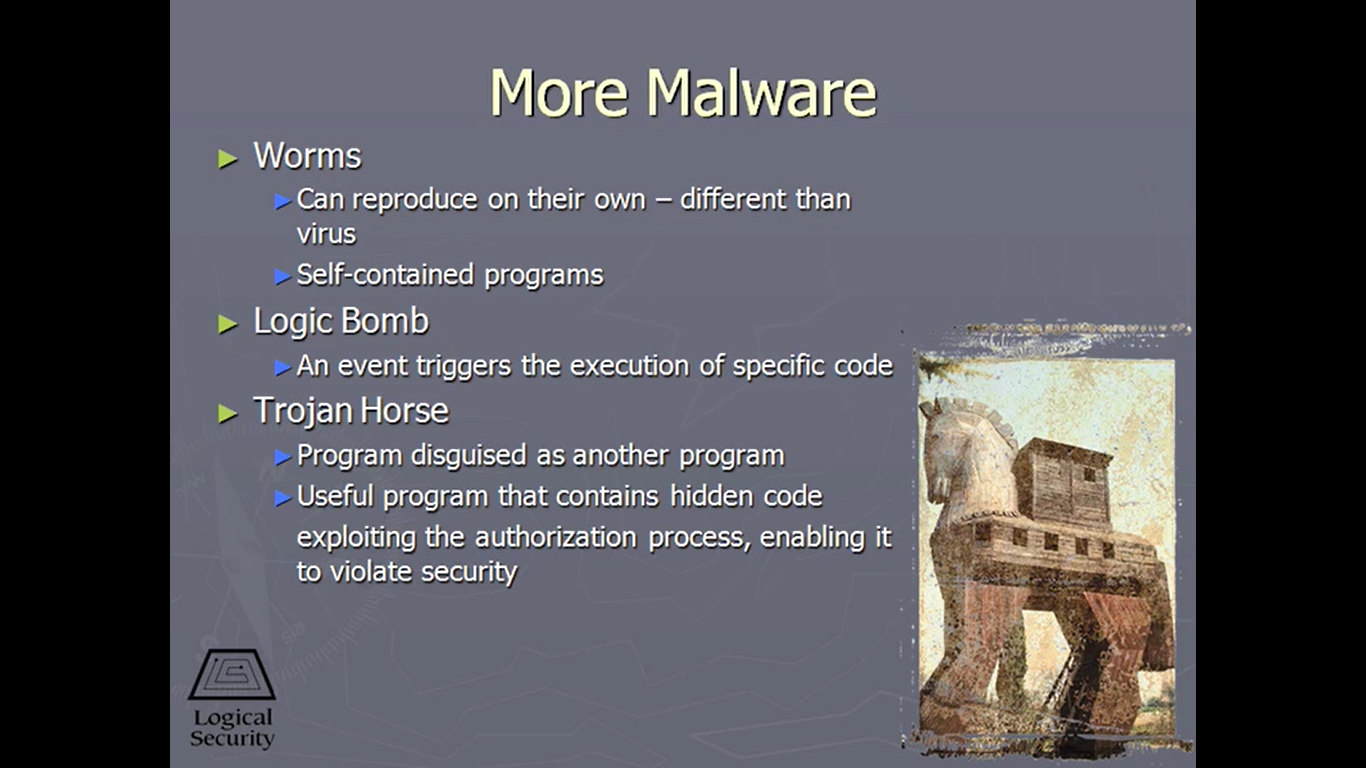 More Malware
Worms
Can reproduce on their own – different than
virus
Self-contained programs
Logic Bomb
An event triggers the execution of specific code
Trojan Horse
Program disguised as another program
Useful program that contains hidden code
exploiting the authorization process, enabling it
to violate security
Logical
Security